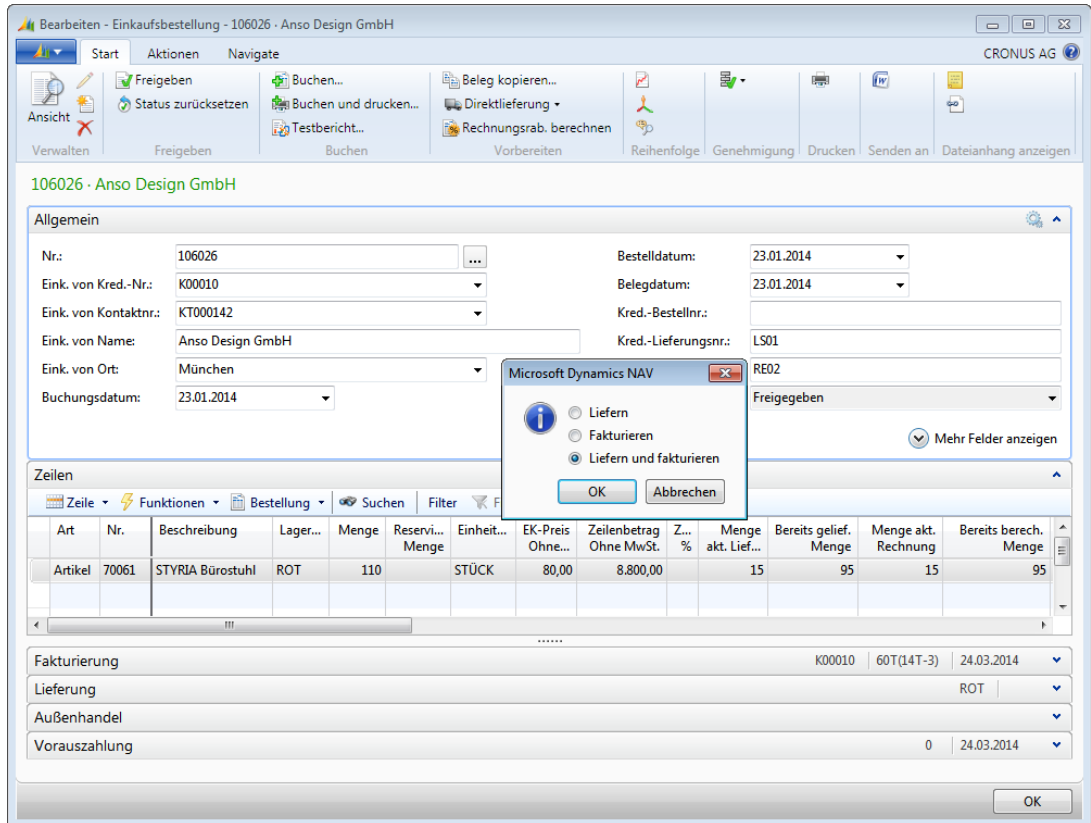 Bearbeiten - Einkaufsbestellung - 106026 - Anso Design GmbH
Start Aktionen Navigate CRONUS AG
Ansicht
Verwalten
Freigeben
Status zurücksetzen
Freigeben
Buchen...
Buchen und drucken...
Testbericht...
Buchen
Beleg kopieren...
Direktlieferung
Rechnungsrab. berechnen
Vorbereiten
Reihenfolge
Genehmigung
Drucken
Senden an
Dateianhang anzeigen
106026 · Anso Design GmbH
Allgemein
Nr.: 106026 ...
Eink. von Kred.-Nr.: K00010
Eink. von Kontaktnr.: KT000142
Eink. von Name: Anso Design GmbH
Eink. von Ort: München
Buchungsdatum: 23.01.2014
Bestelldatum: 23.01.2014
Belegdatum: 23.01.2014
Kred.-Bestellnr.:
Kred.-Lieferungsnr.: LS01
RE02
Freigegeben
Mehr Felder anzeigen
Microsoft Dynamics NAV
Liefern
Fakturieren
Liefern und fakturieren
OK Abbrechen
Zeilen
Zeile Funktionen Bestellung Suchen Filter F
Art Nr. Beschreibung Lager... Menge Reservi... Einheit... EK-Preis Zeilenbetrag Z... Menge Bereits gelief. Menge akt. Bereits berech.
Menge Ohne... Ohne MwSt. % akt. Lief... Menge Rechnung Menge
Artikel 70061 STYRIA Bürostuhl ROT 110 STÜCK 80,00 8.800,00 15 95 15 95
Fakturierung K00010 60T(14T-3) 24.03.2014
Lieferung ROT
Außenhandel
Vorauszahlung 0 24.03.2014
OK